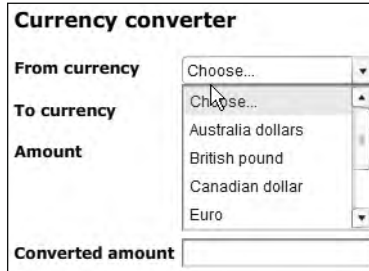 Currency converter
From currency
Choose...
Choose...
To currency
Australia dollars
Amount
British pound
Canadian dollar
Euro
Converted amount